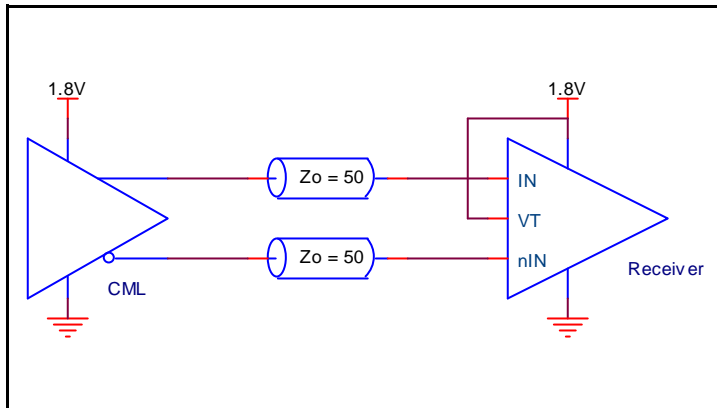 1.8V
1.8V
Zo = 50
IN
VT
Zo = 50
nIN
Receiver
CML